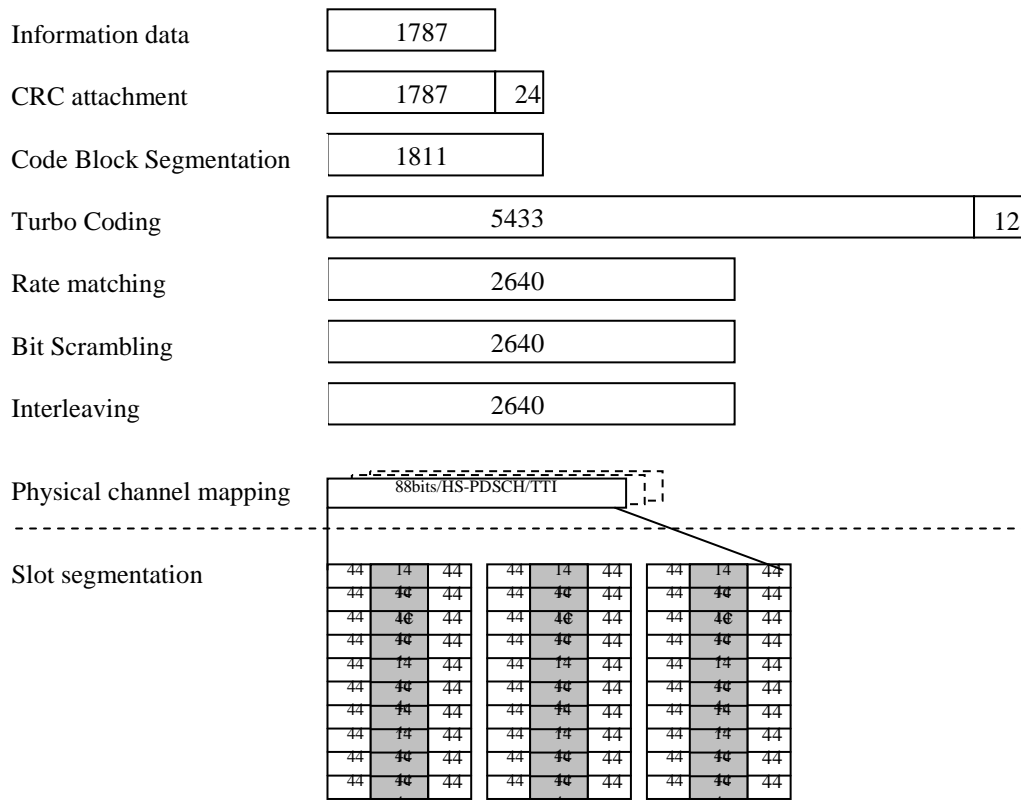 Information data 1787
CRC attachment 1787 24
Code Block Segmentation 1811
Turbo Coding 5433 12
Rate matching 2640
Bit Scrambling 2640
Interleaving 2640
Physical channel mapping 88bits/HS-PDSCH/TTI
Slot segmentation
44 14 44 44 14 44 44 14 44
44 44 44 44 44 44
44 44 44 44 44 44
44 44 44 44 44 44
44 14 44 44 14 44 44 14 44
44 44 44 44 44 44
44 14 44 44 14 44 44 14 44
44 14 44 44 14 44 44 14 44
44 44 44 44 44 44
44 44 44 44 44 44